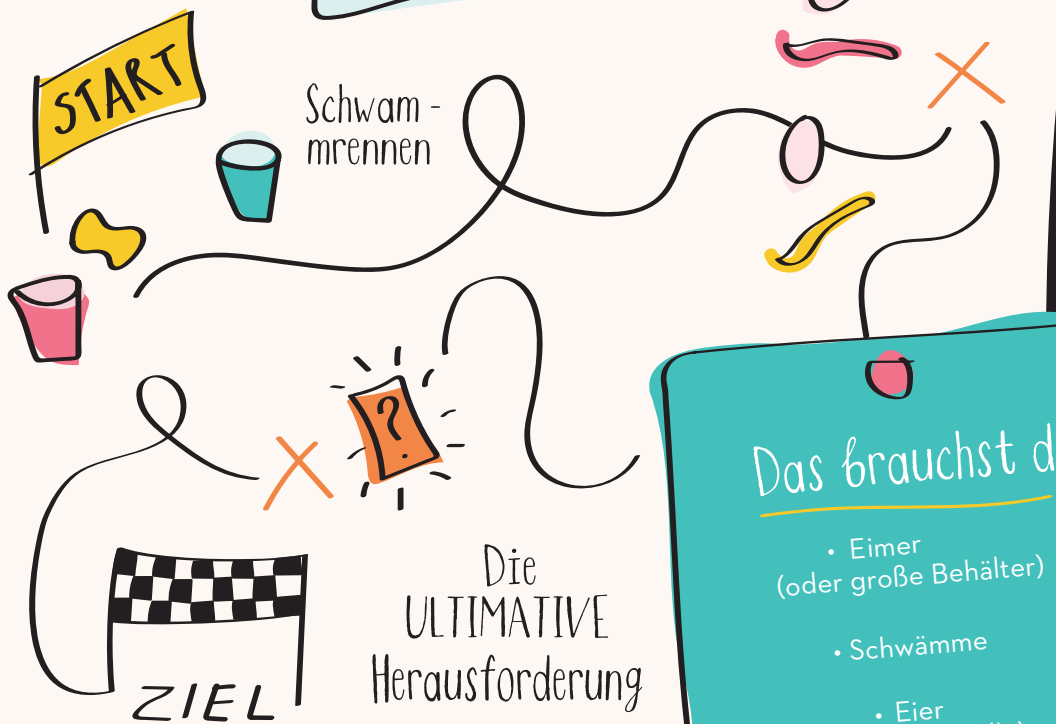 START
Schwam-
mrennen
?
Das brauchst
• Eimer
(oder große Behälter)
• Schwämme
• Eier
Die
ULTIMATIVE
Herausforderung
ZIEL